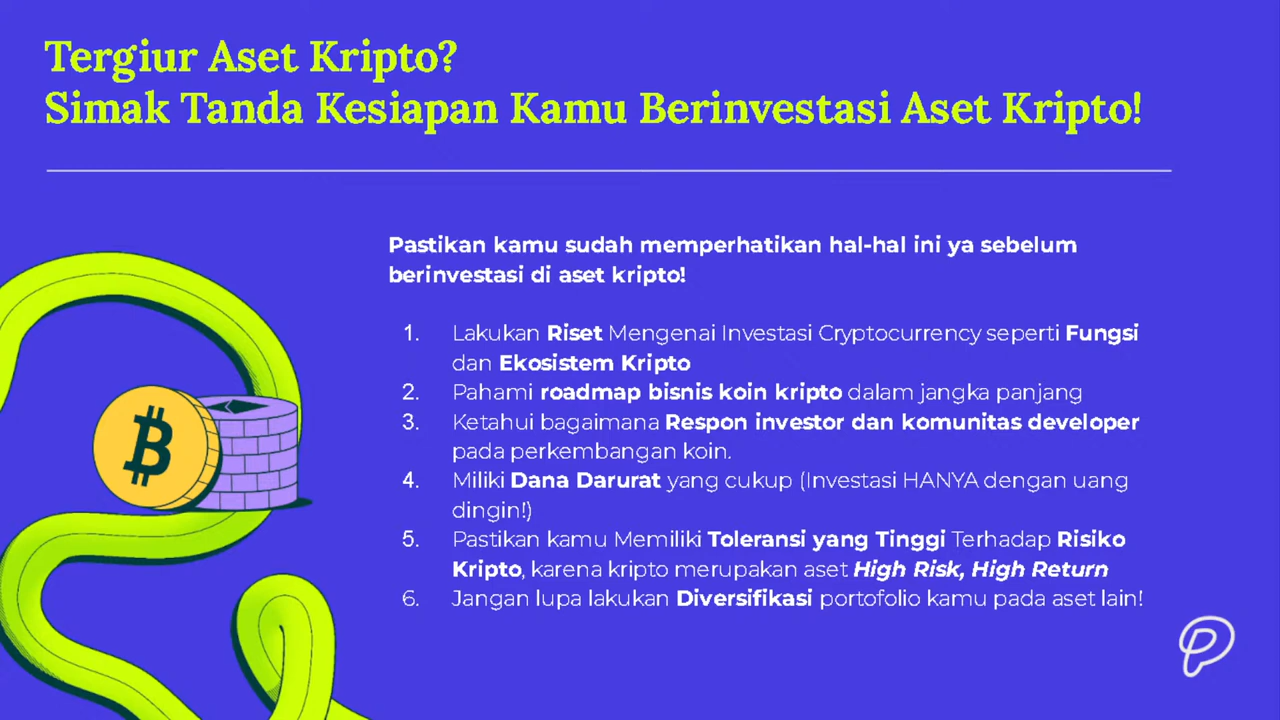 Tergiur Aset Kripto?
Simak Tanda Kesiapan Kamu Berinvestasi Aset Kripto!
Pastikan kamu sudah memperhatikan hal-hal ini ya sebelum
berinvestasi di aset kripto!
1. Lakukan Riset Mengenai Investasi Cryptocurrency seperti Fungsi
dan Ekosistem Kripto
2. Pahami roadmap bisnis koin kripto dalam jangka panjang
3. Ketahui bagaimana Respon investor dan komunitas developer
pada perkembangan koin.
4. Miliki Dana Darurat yang cukup (Investasi HANYA dengan uang
dingin!)
5. Pastikan kamu Memiliki Toleransi yang Tinggi Terhadap Risiko
Kripto, karena kripto merupakan aset High Risk, High Return
6. Jangan lupa lakukan Diversifikasi portofolio kamu pada aset lain!